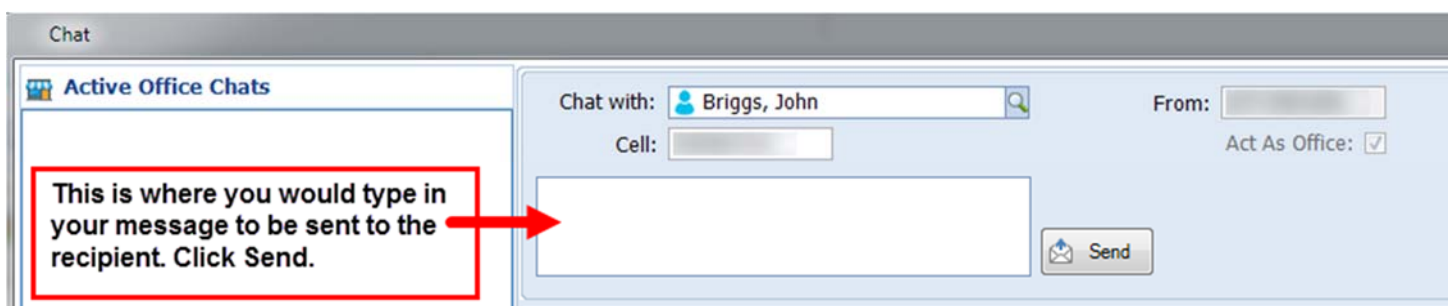 Chat
Active Office Chats
Chat with: Briggs, John
From:
Cell:
Act As Office:
This is where you would type in
your message to be sent to the
recipient. Click Send.
Send